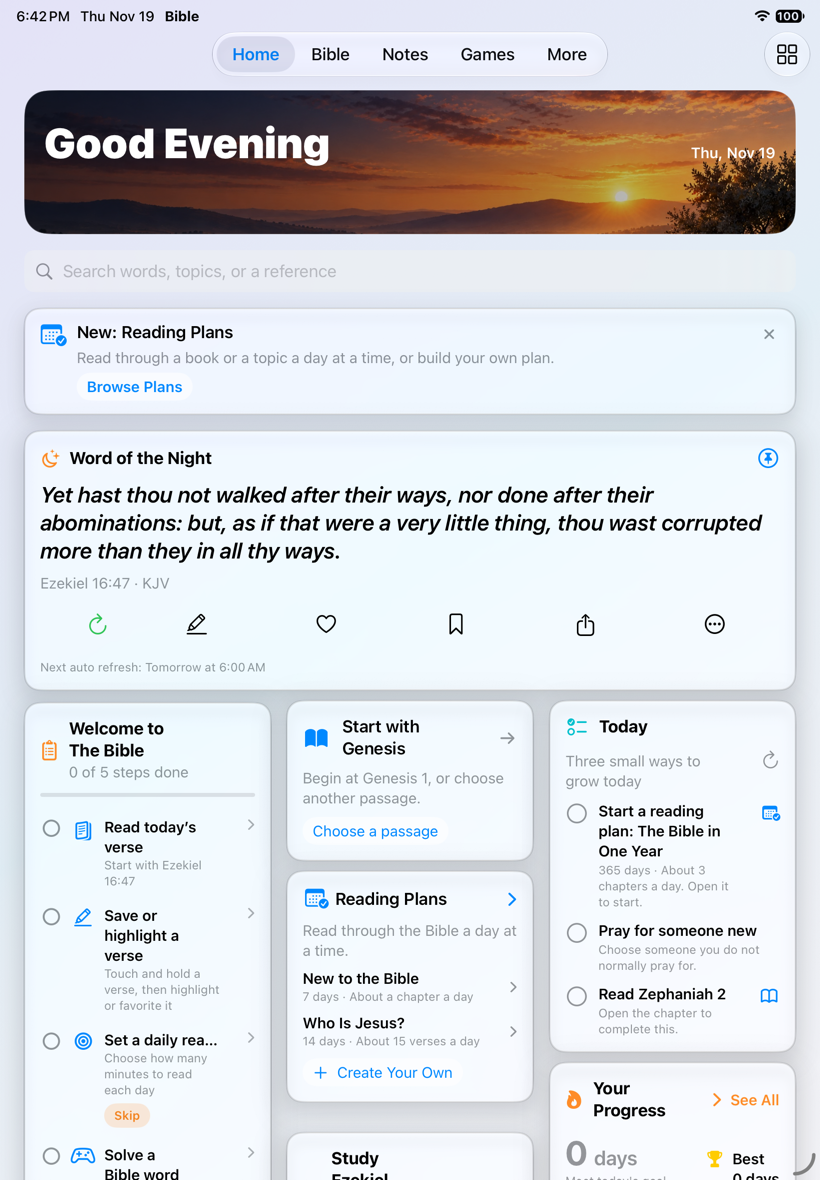 6:42 PM Thu Nov 19 Bible
100
Home Bible Notes Games More
Good Evening
Thu, Nov 19
Search words, topics, or a reference
New: Reading Plans
Read through a book or a topic a day at a time, or build your own plan.
Browse Plans
Word of the Night
Yet hast thou not walked after their ways, nor done after their
abominations: but, as if that were a very little thing, thou wast corrupted
more than they in all thy ways.
Ezekiel 16:47 · KJV
Next auto refresh: Tomorrow at 6:00 AM
Welcome to
The Bible
0 of 5 steps done
Read today's
verse
Start with Ezekiel
16:47
Save or
highlight a
verse
Touch and hold a
verse, then highlight
or favorite it
Set a daily rea...
Choose how many
minutes to read
each day
Skip
Solve a
Bible word
Start with
Genesis
Begin at Genesis 1, or choose
another passage.
Choose a passage
Reading Plans
Read through the Bible a day at
a time.
New to the Bible
7 days · About a chapter a day
Who Is Jesus?
14 days · About 15 verses a day
+ Create Your Own
Study
Ezekiel
Today
Three small ways to
grow today
Start a reading
plan: The Bible in
One Year
365 days · About 3
chapters a day. Open it
to start.
Pray for someone new
Choose someone you do not
normally pray for.
Read Zephaniah 2
Open the chapter to
complete this.
Your
Progress
See All
0 days
Best
0 days